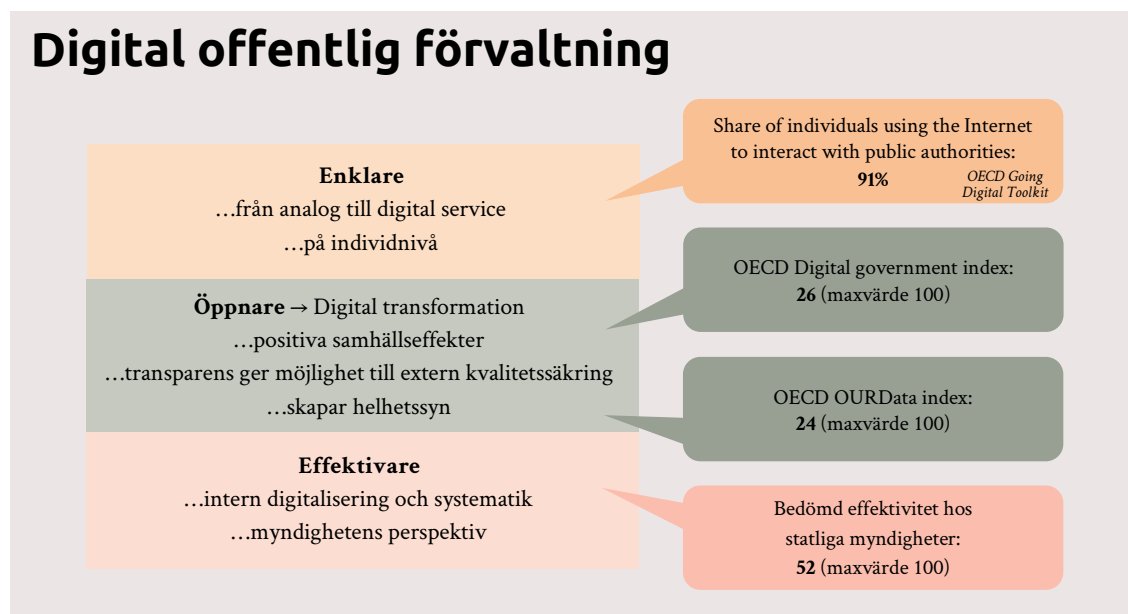 Digital offentlig förvaltning
Enklare
…från analog till digital service
…på individnivå
Öppnare → Digital transformation
…positiva samhällseffekter
…transparens ger möjlighet till extern kvalitetssäkring
…skapar helhetssyn
Effektivare
…intern digitalisering och systematik
…myndighetens perspektiv
Share of individuals using the Internet
to interact with public authorities:
91%
OECD Going
Digital Toolkit
OECD Digital government index:
26 (maxvärde 100)
OECD OURData index:
24 (maxvärde 100)
Bedömd effektivitet hos
statliga myndigheter:
52 (maxvärde 100)